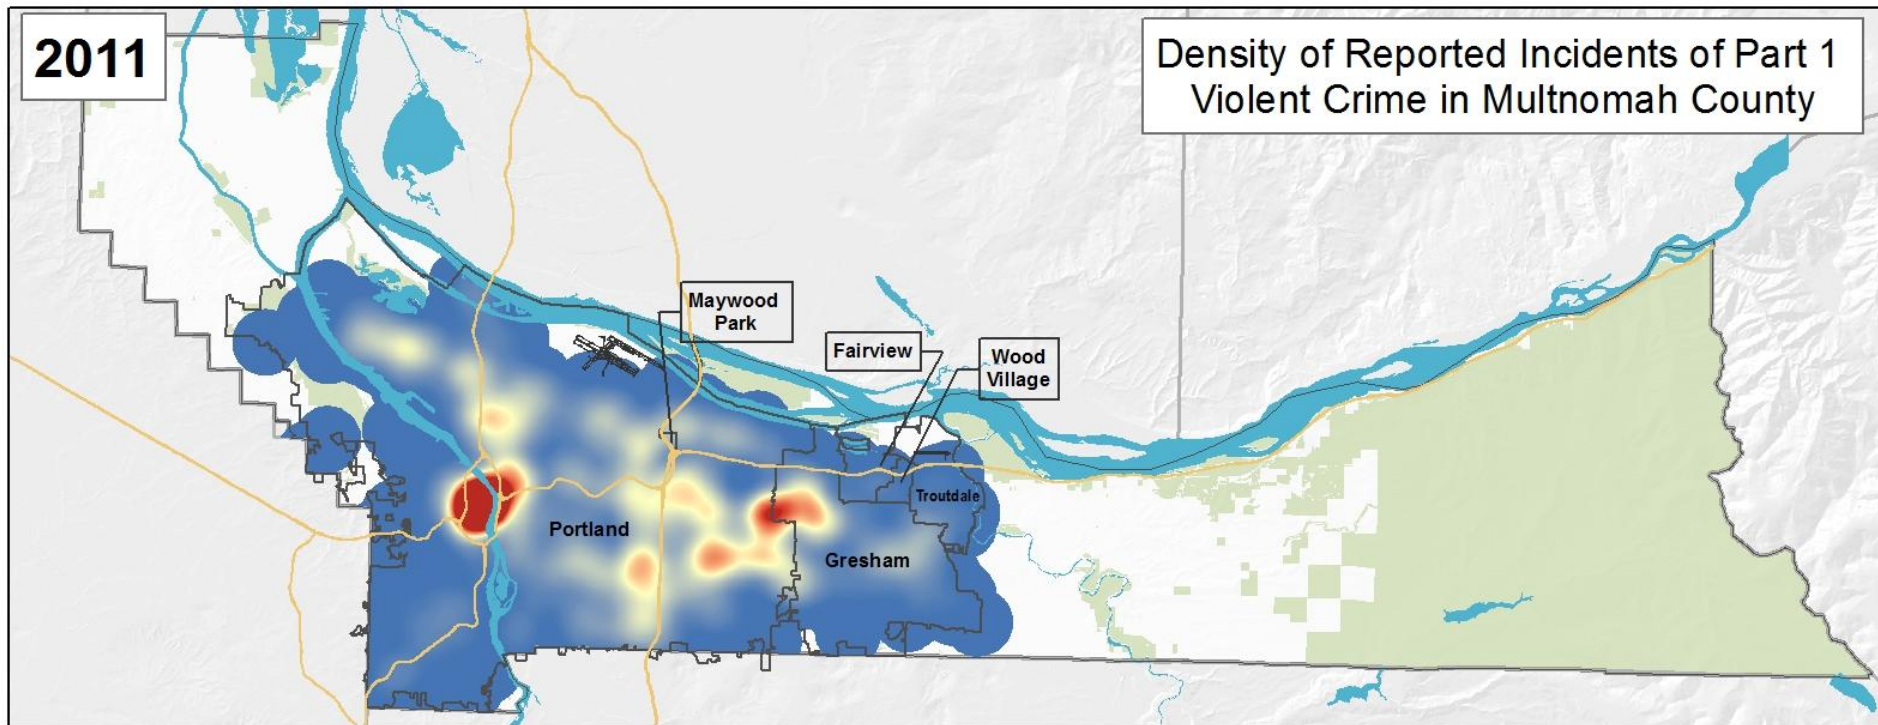 2011
Density of Reported Incidents of Part 1
Violent Crime in Multnomah County
Maywood
Park
Fairview
Wood
Village
Troutdale
Portland
Gresham